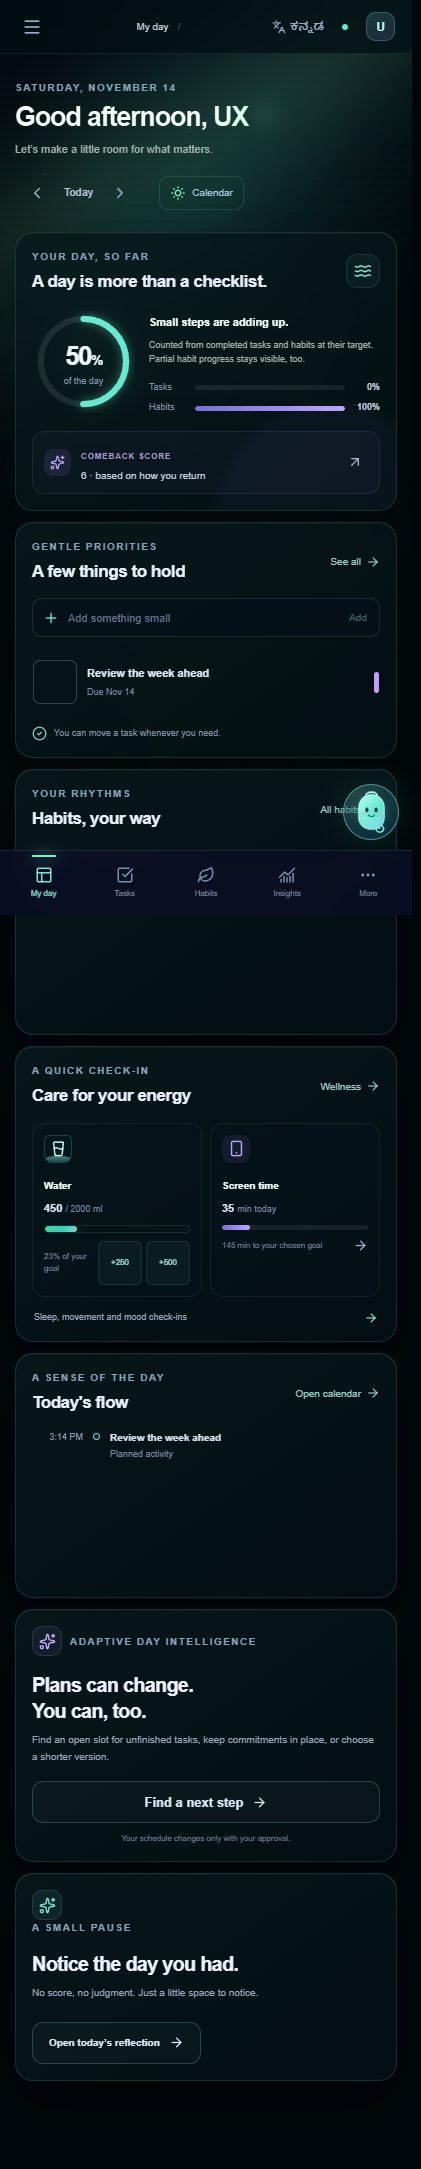 My day /
ಕನ್ನಡ
U
SATURDAY, NOVEMBER 14
Good afternoon, UX
Let's make a little room for what matters.
Today
Calendar
YOUR DAY, SO FAR
A day is more than a checklist.
50%
of the day
Small steps are adding up.
Counted from completed tasks and habits at their target.
Partial habit progress stays visible, too.
Tasks 0%
Habits 100%
COMEBACK SCORE
6 · based on how you return
GENTLE PRIORITIES
A few things to hold
See all
Add something small Add
Review the week ahead
Due Nov 14
You can move a task whenever you need.
YOUR RHYTHMS
Habits, your way
All habits
My day Tasks Habits Insights More
A QUICK CHECK-IN
Care for your energy
Wellness
Water
450 / 2000 ml
23% of your
goal
+250 +500
Screen time
35 min today
145 min to your chosen goal
Sleep, movement and mood check-ins
A SENSE OF THE DAY
Today's flow
Open calendar
3:14 PM Review the week ahead
Planned activity
ADAPTIVE DAY INTELLIGENCE
Plans can change.
You can, too.
Find an open slot for unfinished tasks, keep commitments in place, or choose
a shorter version.
Find a next step
Your schedule changes only with your approval.
A SMALL PAUSE
Notice the day you had.
No score, no judgment. Just a little space to notice.
Open today's reflection